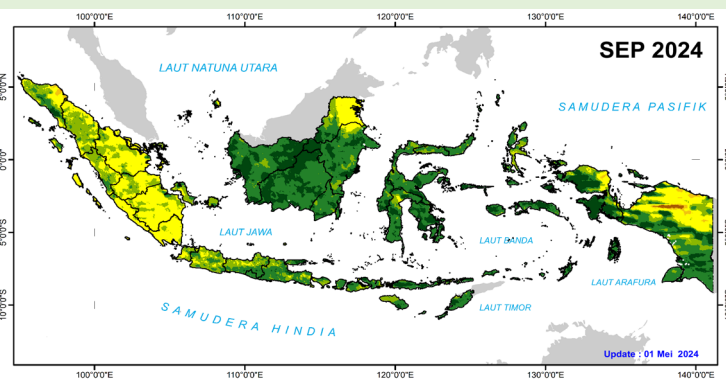 100°0'0"E 110°0'0"E 120°0'0"E 130°0'0"E 140°0'0"E
SEP 2024
LAUT NATUNA UTARA
5°0'0"N
SAMUDERA PASIFIK
0°0'0"
LAUT JAWA
LAUT BANDA
5°0'0"S
LAUT ARAFURA
10°0'0"S
SAMUDERA HINDIA
LAUT TIMOR
Update : 01 Mei 2024
100°0'0"E 110°0'0"E 120°0'0"E 130°0'0"E 140°0'0"E